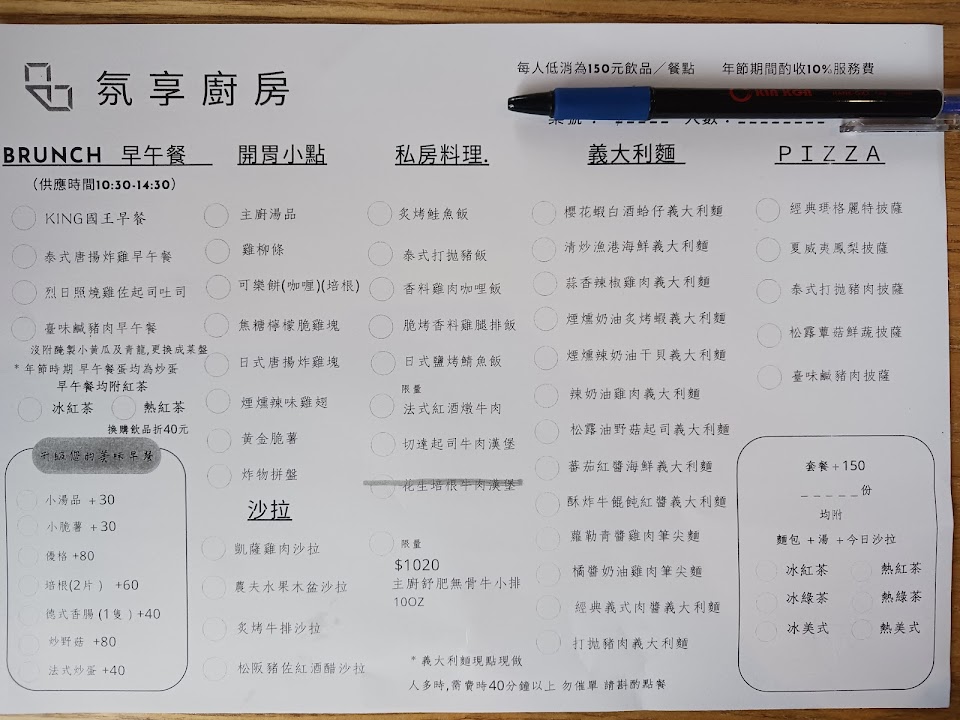 氛享廚房
每人低消為150元飲品／餐點 年節期間酌收10%服務費
KIN KON
BRUNCH 早午餐
（供應時間10:30-14:30）
KING國王早餐
泰式唐揚炸雞早午餐
烈日照燒雞佐起司吐司
臺味鹹豬肉早午餐
沒附醃製小黃瓜及青龍,更換成菜盤
* 年節時期 早午餐蛋均為炒蛋
早午餐均附紅茶
冰紅茶 熱紅茶
換購飲品折40元
升級您的美味早餐
小湯品 +30
小脆薯 +30
優格 +80
培根(2片) +60
德式香腸(1隻) +40
炒野菇 +80
法式炒蛋 +40
開胃小點
主廚湯品
雞柳條
可樂餅(咖喱)(培根)
焦糖檸檬脆雞塊
日式唐揚炸雞塊
煙燻辣味雞翅
黃金脆薯
炸物拼盤
沙拉
凱薩雞肉沙拉
農夫水果木盆沙拉
炙烤牛排沙拉
松阪豬佐紅酒醋沙拉
私房料理.
炙烤鮭魚飯
泰式打拋豬飯
香料雞肉咖哩飯
脆烤香料雞腿排飯
日式鹽烤鯖魚飯
限量
法式紅酒燉牛肉
切達起司牛肉漢堡
花生培根牛肉漢堡
限量
$1020
主廚舒肥無骨牛小排
10OZ
義大利麵
櫻花蝦白酒蛤仔義大利麵
清炒漁港海鮮義大利麵
蒜香辣椒雞肉義大利麵
煙燻奶油炙烤蝦義大利麵
煙燻辣奶油干貝義大利麵
辣奶油雞肉義大利麵
松露油野菇起司義大利麵
蕃茄紅醬海鮮義大利麵
酥炸牛餛飩紅醬義大利麵
蘿勒青醬雞肉筆尖麵
橘醬奶油雞肉筆尖麵
經典義式肉醬義大利麵
打拋豬肉義大利麵
* 義大利麵現點現做
人多時,需費時40分鐘以上 勿催單 請斟酌點餐
PIZZA
經典瑪格麗特披薩
夏威夷鳳梨披薩
泰式打拋豬肉披薩
松露蕈菇鮮蔬披薩
臺味鹹豬肉披薩
套餐+150
_ _ _ _ _份
均附
麵包 +湯 +今日沙拉
冰紅茶 熱紅茶
冰綠茶 熱綠茶
冰美式 熱美式